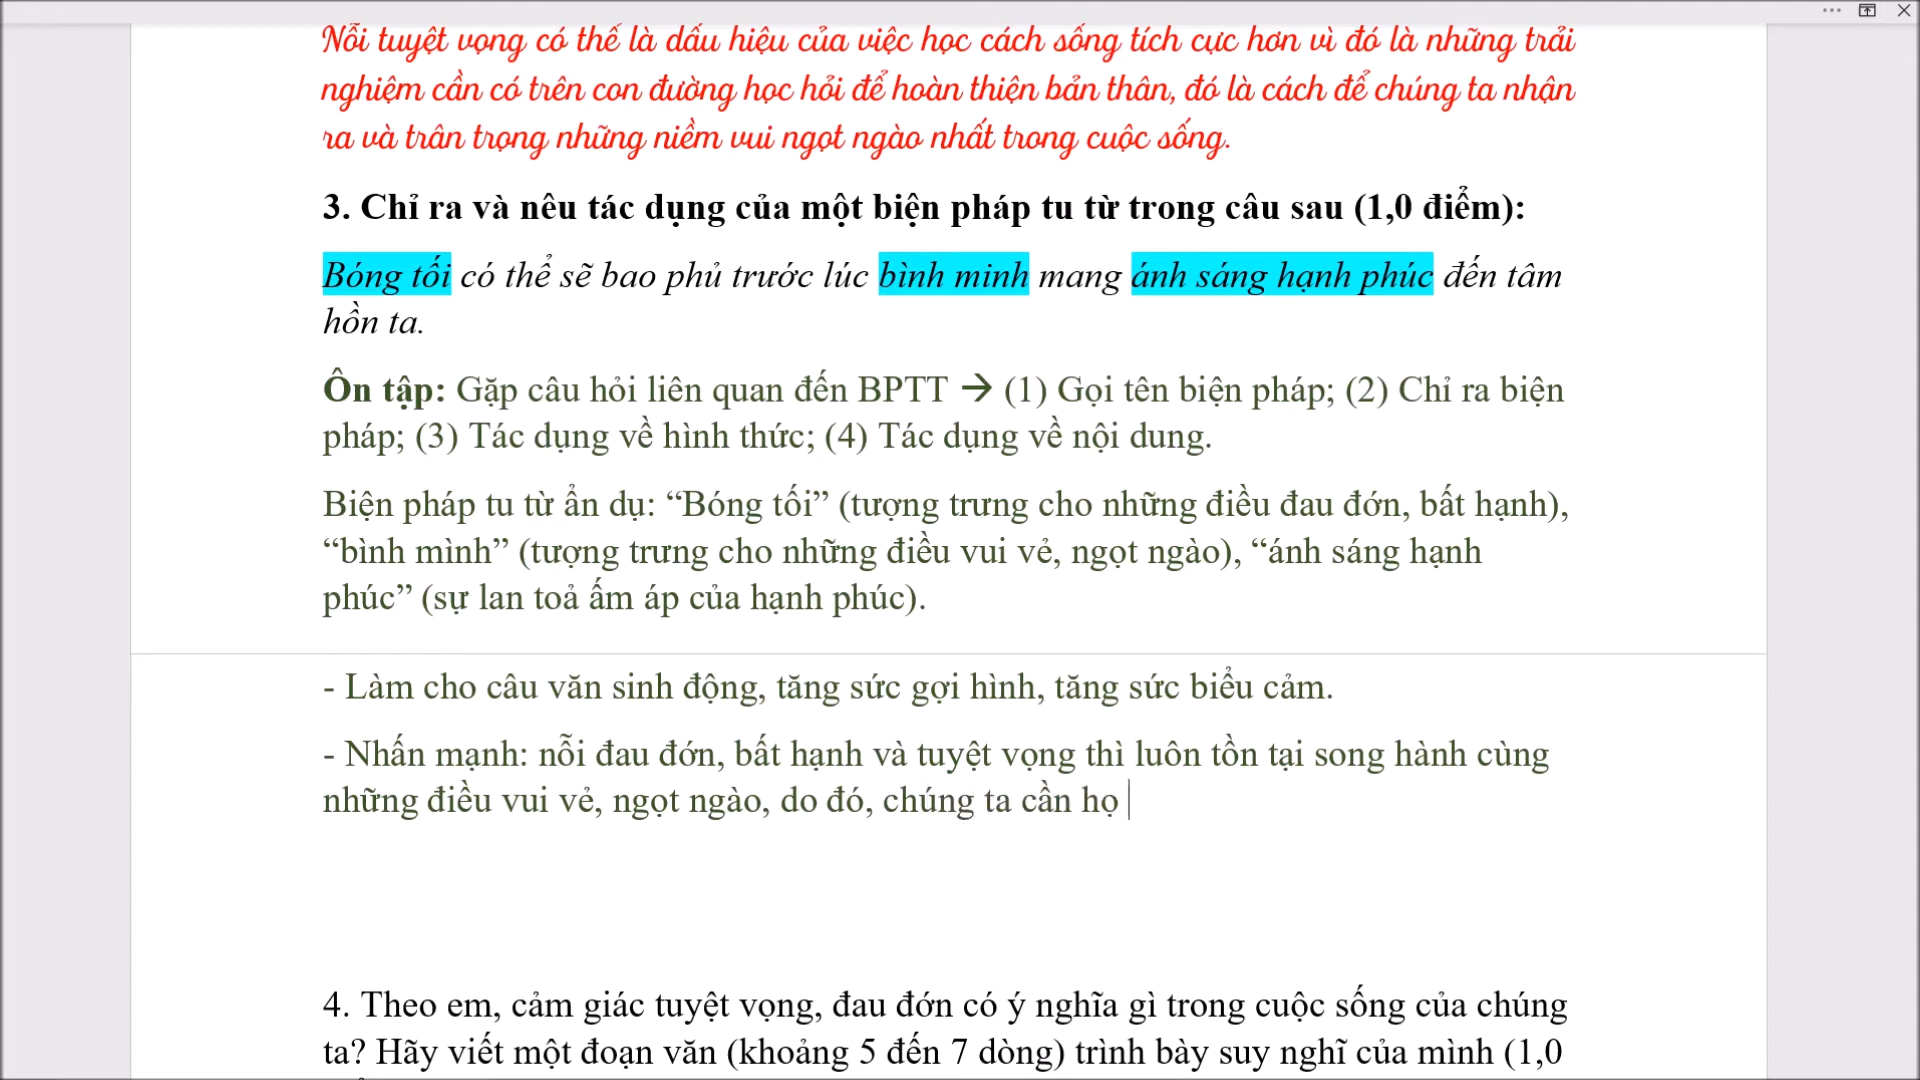 Nỗi tuyệt vọng có thể là dấu hiệu của việc học cách sống tích cực hơn vì đó là những trải
nghiệm cần có trên con đường học hỏi để hoàn thiện bản thân, đó là cách để chúng ta nhận
ra và trân trọng những niềm vui ngọt ngào nhất trong cuộc sống.
3. Chỉ ra và nêu tác dụng của một biện pháp tu từ trong câu sau (1,0 điểm):
Bóng tối có thể sẽ bao phủ trước lúc bình minh mang ánh sáng hạnh phúc đến tâm
hồn ta.
Ôn tập: Gặp câu hỏi liên quan đến BPTT → (1) Gọi tên biện pháp; (2) Chỉ ra biện
pháp; (3) Tác dụng về hình thức; (4) Tác dụng về nội dung.
Biện pháp tu từ ẩn dụ: “Bóng tối” (tượng trưng cho những điều đau đớn, bất hạnh),
“bình mình” (tượng trưng cho những điều vui vẻ, ngọt ngào), “ánh sáng hạnh
phúc” (sự lan toả ấm áp của hạnh phúc).
- Làm cho câu văn sinh động, tăng sức gợi hình, tăng sức biểu cảm.
- Nhấn mạnh: nỗi đau đớn, bất hạnh và tuyệt vọng thì luôn tồn tại song hành cùng
những điều vui vẻ, ngọt ngào, do đó, chúng ta cần họ
4. Theo em, cảm giác tuyệt vọng, đau đớn có ý nghĩa gì trong cuộc sống của chúng
ta? Hãy viết một đoạn văn (khoảng 5 đến 7 dòng) trình bày suy nghĩ của mình (1,0